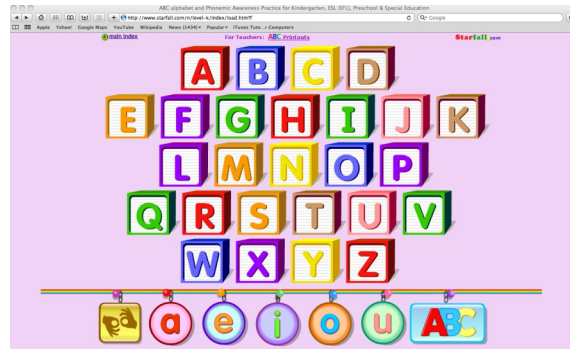 ABC alphabet and Phonemic Awareness Practice for Kindergarten, ESL (EFL), Preschool & Special Education
http://www.starfall.com/n/level-k/index/load.htm?f
Google
Apple Yahoo! Google Maps YouTube Wikipedia News (1434) Popular iTunes Tuto...r Computers
main index For Teachers: ABC Printouts Starfall.com
A B C D
E F G H I J K
L M N O P
Q R S T U V
W X Y Z
a e i o u ABC